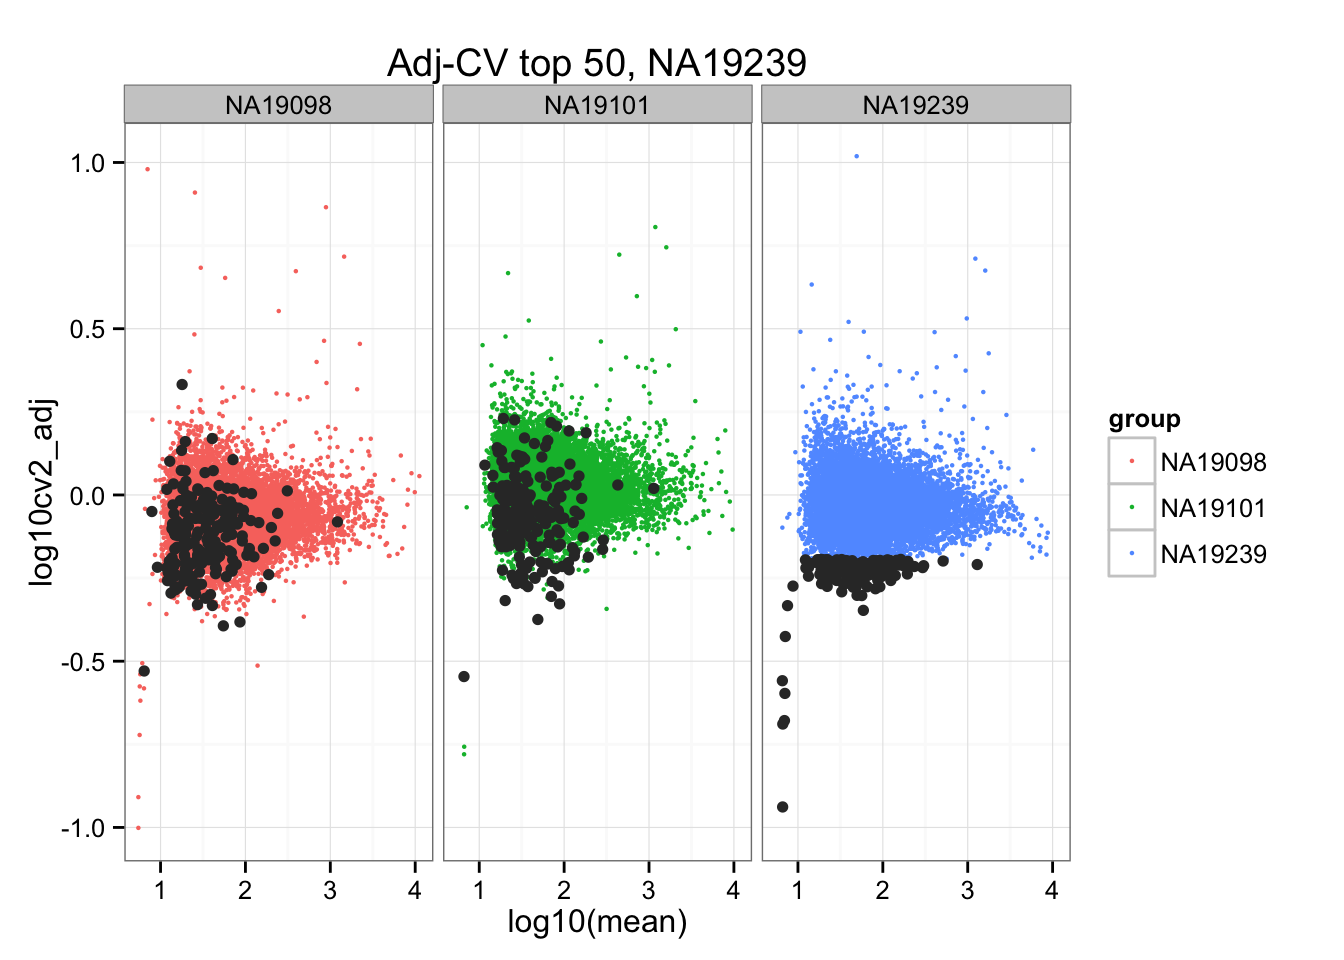 Adj-CV top 50, NA19239
NA19098 NA19101 NA19239
1.0
0.5
0.0
-0.5
-1.0
log10cv2_adj
1 2 3 4 1 2 3 4 1 2 3 4
log10(mean)
group
NA19098
NA19101
NA19239